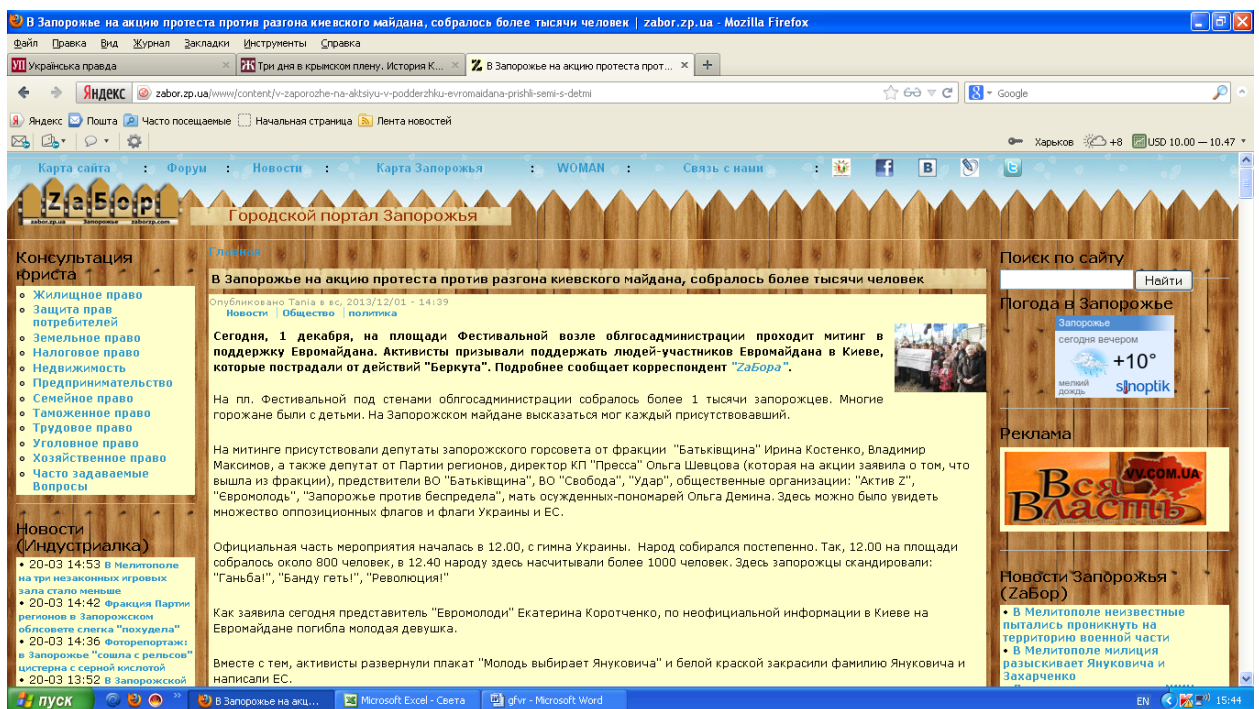 В Запорожье на акцию протеста против разгона киевского майдана, собралось более тысячи человек | zabor.zp.ua - Mozilla Firefox
Файл Правка Вид Журнал Закладки Инструменты Справка
УП Українська правда × Ж Три дня в крымском плену. История К... × Z В Запорожье на акцию протеста прот... × +
Яндекс zabor.zp.ua/www/content/v-zaporozhe-na-aktsiyu-v-podderzhku-evromaidana-prishli-semi-s-detmi
8 Google
Яндекс Почта Часто посещаемые Начальная страница Лента новостей
Харьков +8 USD 10.00 — 10.47
Карта сайта : Форум : Новости : Карта Запорожья : WOMAN : Связь с нами :
ZaБор!
zabor.zp.ua Запорожье zaborzp.com
Городской портал Запорожья
Консультация
юриста
Жилищное право
Защита прав
потребителей
Земельное право
Налоговое право
Недвижимость
Предпринимательство
Семейное право
Таможенное право
Трудовое право
Уголовное право
Хозяйственное право
Часто задаваемые
Вопросы
Новости
(Индустриалка)
• 20-03 14:53 В Мелитополе
на три незаконных игровых
зала стало меньше
• 20-03 14:42 Фракция Партии
регионов в Запорожском
облсовете слегка "похудела"
• 20-03 14:36 Фоторепортаж:
в Запорожье "сошла с рельсов"
цистерна с серной кислотой
• 20-03 13:52 В Запорожской
Главная
В Запорожье на акцию протеста против разгона киевского майдана, собралось более тысячи человек
Опубликовано Tania в вс, 2013/12/01 - 14:39
Новости | Общество | политика
Сегодня, 1 декабря, на площади Фестивальной возле облгосадминистрации проходит митинг в
поддержку Евромайдана. Активисты призывали поддержать людей-участников Евромайдана в Киеве,
которые пострадали от действий "Беркута". Подробнее сообщает корреспондент "ZаБора".
На пл. Фестивальной под стенами облгосадминистрации собралось более 1 тысячи запорожцев. Многие
горожане были с детьми. На Запорожском майдане высказаться мог каждый присутствовавший.
На митинге присутствовали депутаты запорожского горсовета от фракции "Батьківщина" Ирина Костенко, Владимир
Максимов, а также депутат от Партии регионов, директор КП "Пресса" Ольга Шевцова (которая на акции заявила о том, что
вышла из фракции), предствители ВО "Батьківщина", ВО "Свобода", "Удар", общественные организации: "Актив Z",
"Евромолодь", "Запорожье против беспредела", мать осужденных-пономарей Ольга Демина. Здесь можно было увидеть
множество оппозиционных флагов и флаги Украины и ЕС.
Официальная часть мероприятия началась в 12.00, с гимна Украины. Народ собирался постепенно. Так, 12.00 на площади
собралось около 800 человек, в 12.40 народу здесь насчитывали более 1000 человек. Здесь запорожцы скандировали:
"Ганьба!", "Банду геть!", "Революция!"
Как заявила сегодня представитель "Евромолоди" Екатерина Коротченко, по неофициальной информации в Киеве на
Евромайдане погибла молодая девушка.
Вместе с тем, активисты развернули плакат "Молодь выбирает Януковича" и белой краской закрасили фамилию Януковича и
написали ЕС.
Поиск по сайту
Найти
Погода в Запорожье
Запорожье
сегодня вечером
+10°
мелкий
дождь
sinoptik
Реклама
VV.COM.UA
Вся
Власть
Новости Запорожья
(ZаБор)
• В Мелитополе неизвестные
пытались проникнуть на
территорию военной части
• В Мелитополе милиция
разыскивает Януковича и
Захарченко
пуск В Запорожье на акц... Microsoft Excel - Света gfvr - Microsoft Word EN 15:44